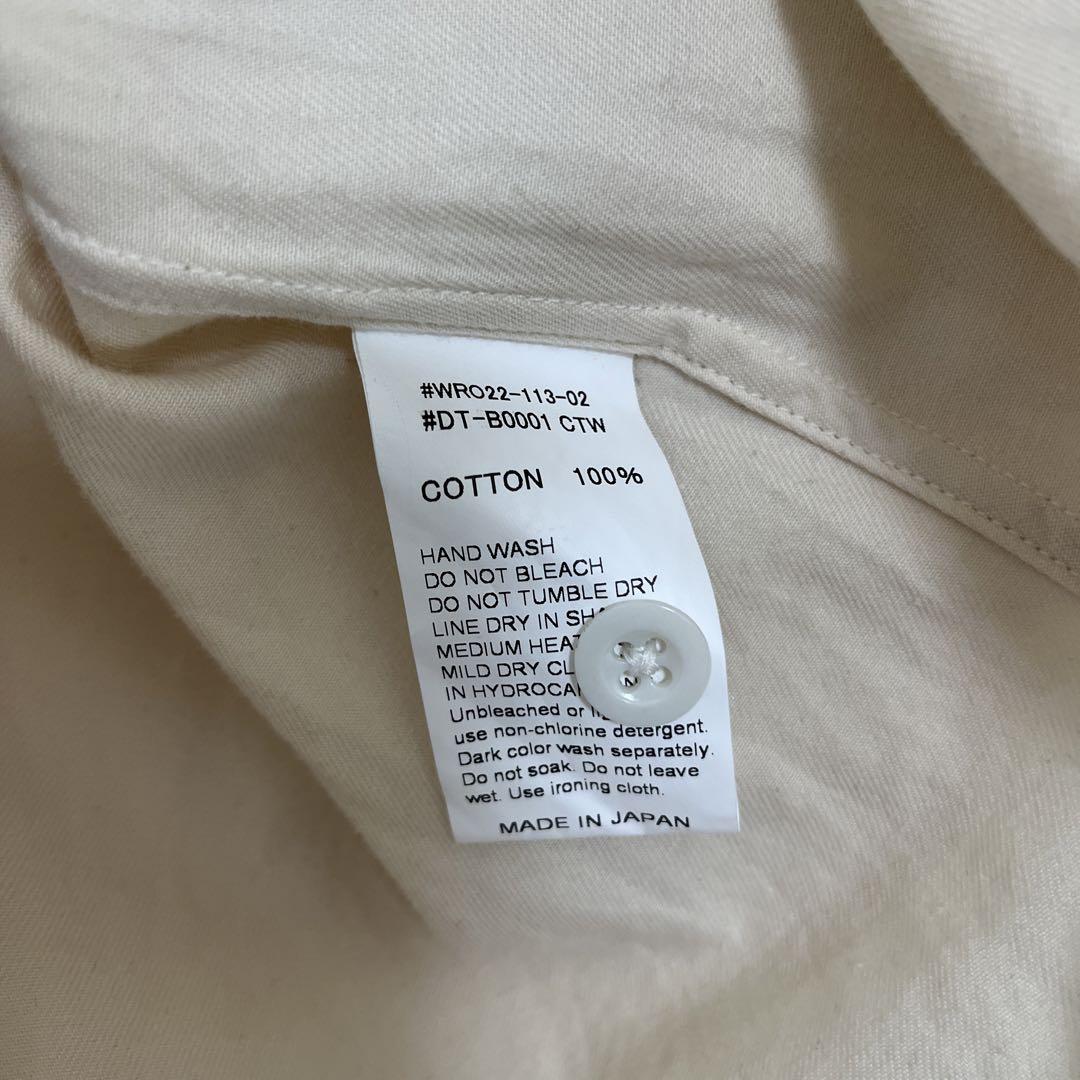 #WR022-113-02
#DT-B0001 CTW
COTTON 100%
HAND WASH
DO NOT BLEACH
DO NOT TUMBLE DRY
LINE DRY IN
MEDIUM
MILD DRY
IN
Unbleached or
use non-chlorine detergent.
Dark color wash separately.
Do not soak. Do not leave
wet. Use ironing cloth.
MADE IN JAPAN